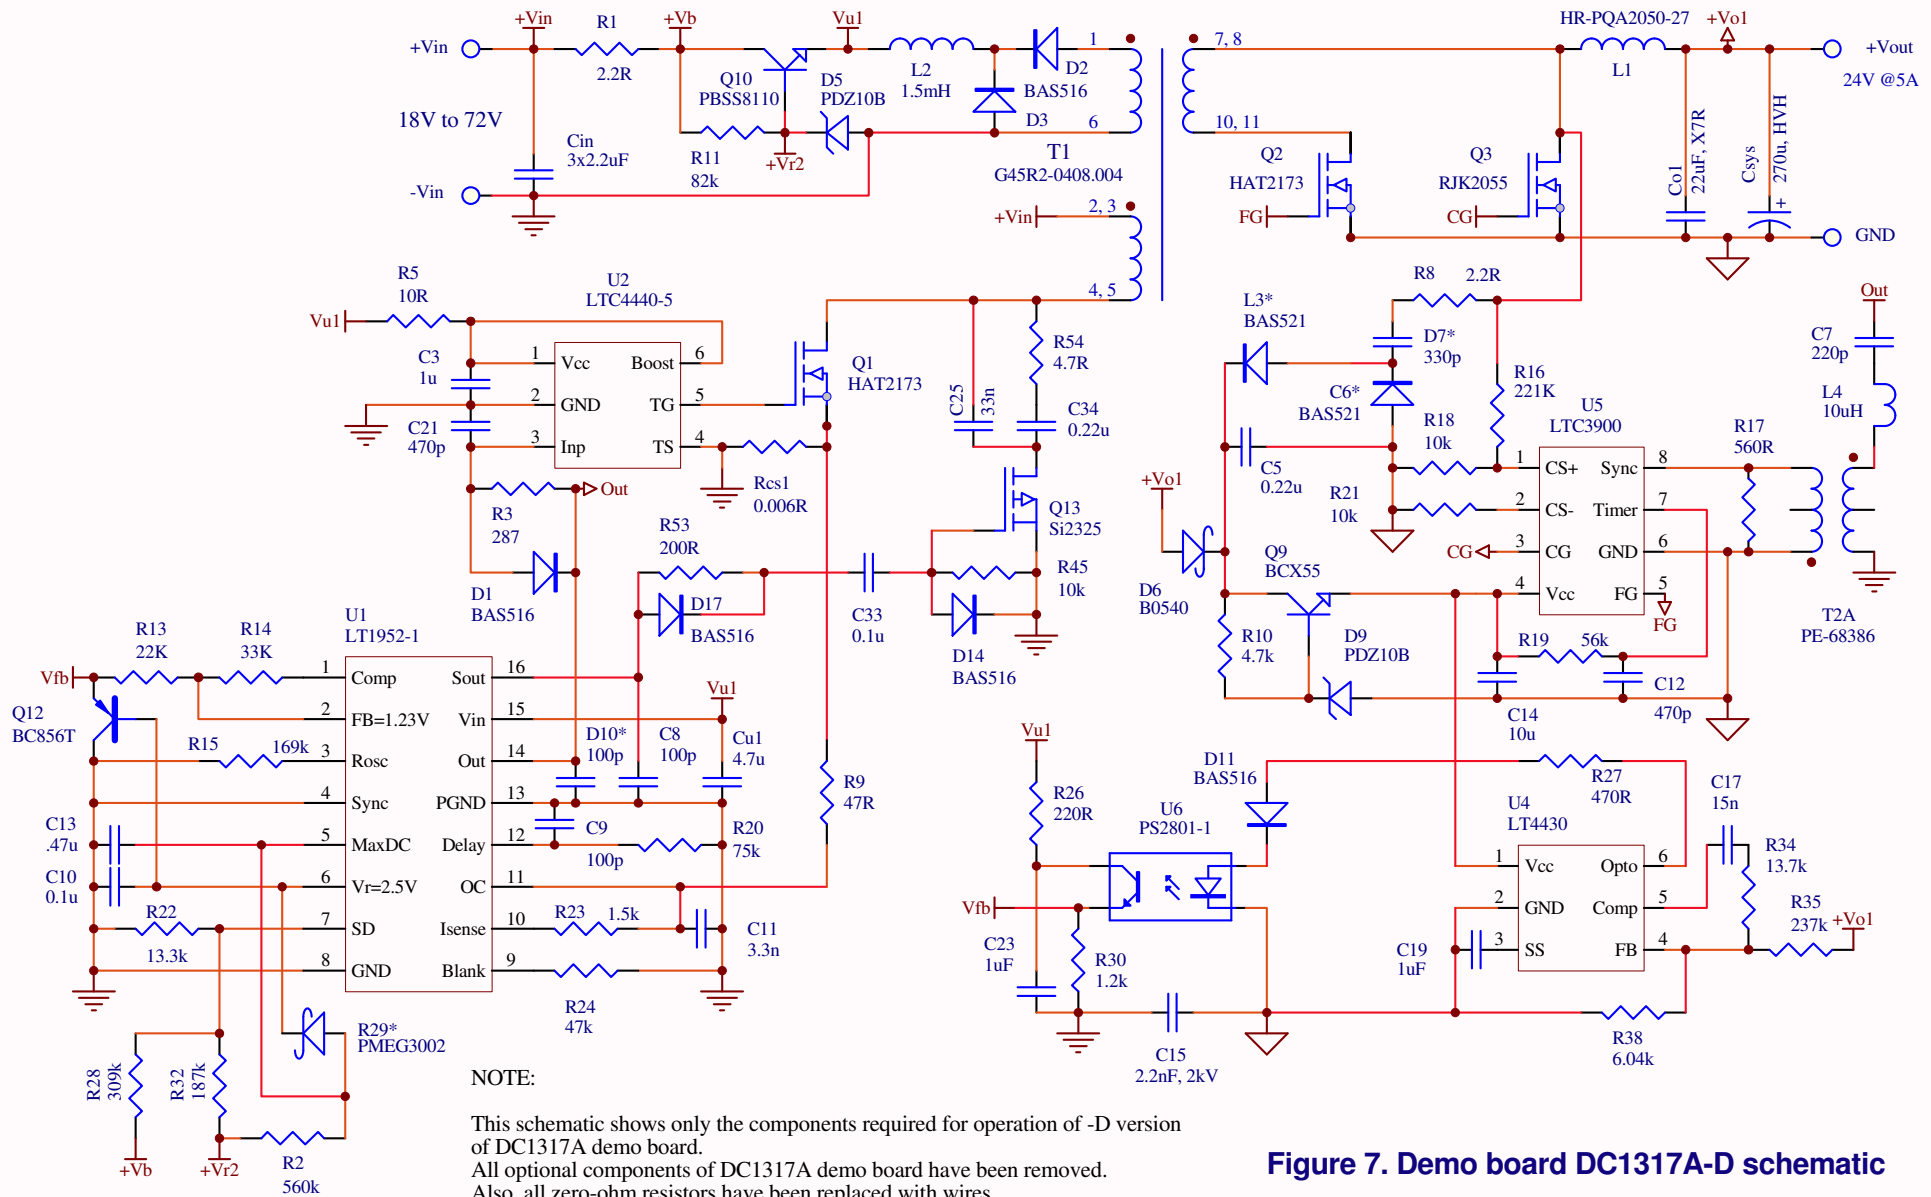 +Vin
R1
+Vb
Vu1
HR-PQA2050-27
+Vo1
+Vin
2.2R
Q10
PBSS8110
D5
PDZ10B
L2
1.5mH
D2
BAS516
1
7, 8
L1
+Vout
24V @5A
18V to 72V
Cin
3x2.2uF
R11
82k
+Vr2
D3
6
10, 11
T1
G45R2-0408.004
Q2
HAT2173
Q3
RJK2055
Co1
22uF, X7R
Csys
270u, HVH
+
-Vin
+Vin
2, 3
FG
CG
GND
4, 5
R5
10R
U2
LTC4440-5
Vu1
C3
1u
C21
470p
1
2
3
Vcc
GND
Inp
Boost
TG
TS
6
5
4
Q1
HAT2173
R54
4.7R
C25
33n
C34
0.22u
Rcs1
0.006R
R3
287
Out
D1
BAS516
Q13
Si2325
R53
200R
D17
BAS516
C33
0.1u
R45
10k
D14
BAS516
L3*
BAS521
R8
2.2R
D7*
330p
C6*
BAS521
R16
221K
R18
10k
C5
0.22u
R21
10k
+Vo1
D6
B0540
Q9
BCX55
R10
4.7k
D9
PDZ10B
U5
LTC3900
1
2
3
4
CS+
CS-
CG
Vcc
Sync
Timer
GND
FG
8
7
6
5
CG
FG
R17
560R
Out
C7
220p
L4
10uH
T2A
PE-68386
R19
56k
C14
10u
C12
470p
U1
LT1952-1
R13
22K
R14
33K
Vfb
Q12
BC856T
R15
169k
C13
.47u
C10
0.1u
R22
13.3k
1
2
3
4
5
6
7
8
Comp
FB=1.23V
Rosc
Sync
MaxDC
Vr=2.5V
SD
GND
Sout
Vin
Out
PGND
Delay
OC
Isense
Blank
16
15
14
13
12
11
10
9
Vu1
D10*
100p
C8
100p
Cu1
4.7u
C9
100p
R20
75k
R23
1.5k
C11
3.3n
R24
47k
R9
47R
R28
309k
R32
187k
R29*
PMEG3002
+Vb
+Vr2
R2
560k
Vu1
R26
220R
U6
PS2801-1
D11
BAS516
Vfb
C23
1uF
R30
1.2k
C15
2.2nF, 2kV
R27
470R
U4
LT4430
1
2
3
Vcc
GND
SS
Opto
Comp
FB
6
5
4
C17
15n
R34
13.7k
R35
237k
+Vo1
C19
1uF
R38
6.04k
NOTE:
This schematic shows only the components required for operation of -D version
of DC1317A demo board.
All optional components of DC1317A demo board have been removed.
Also, all zero-ohm resistors have been replaced with wires
Figure 7. Demo board DC1317A-D schematic